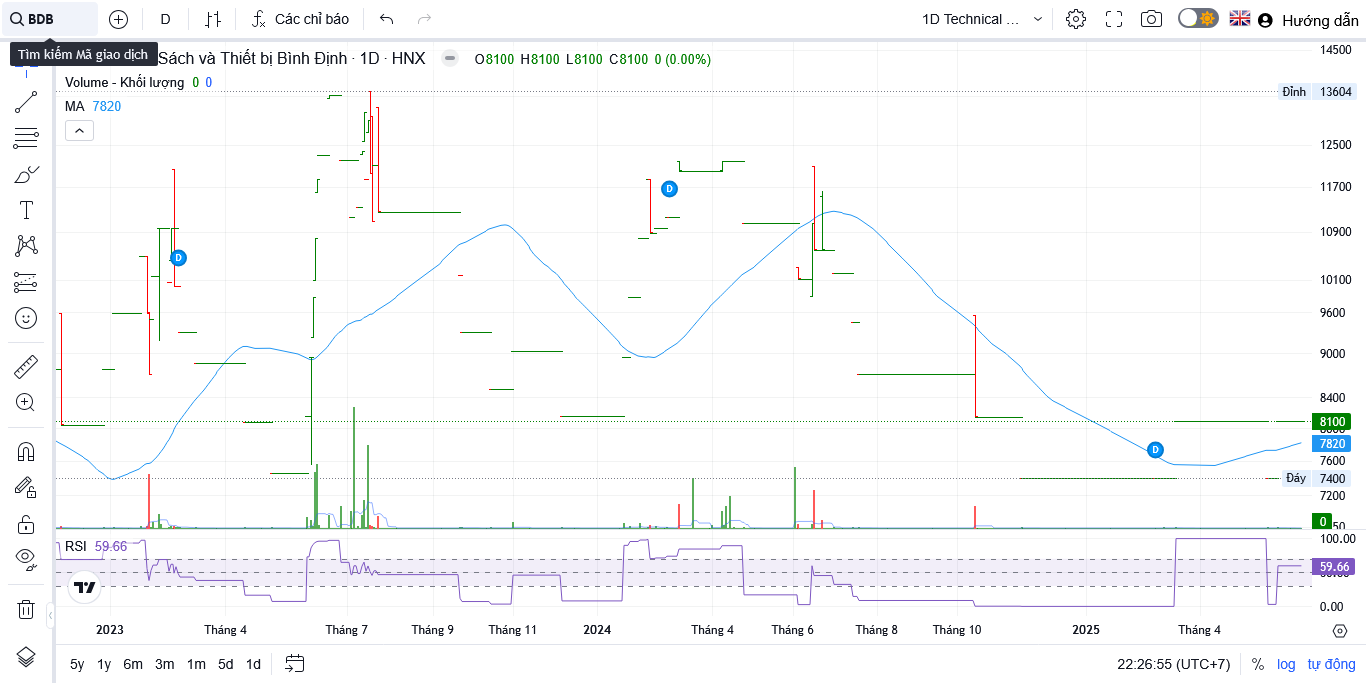 BDB
D
Các chỉ báo
1D Technical ...
Hướng dẫn
Tìm kiếm Mã giao dịch
Sách và Thiết bị Bình Định · 1D · HNX
O8100 H8100 L8100 C8100 0 (0.00%)
Volume - Khối lượng 0 0
MA 7820
14500
Đỉnh 13604
12500
11700
10900
10100
9600
9000
8400
8100
7820
7600
Đáy 7400
7200
0
D
D
D
RSI 59.66
100.00
59.66
0.00
2023
Tháng 4
Tháng 7
Tháng 9
Tháng 11
2024
Tháng 4
Tháng 6
Tháng 8
Tháng 10
2025
Tháng 4
5y 1y 6m 3m 1m 5d 1d
22:26:55 (UTC+7)
% log tự động